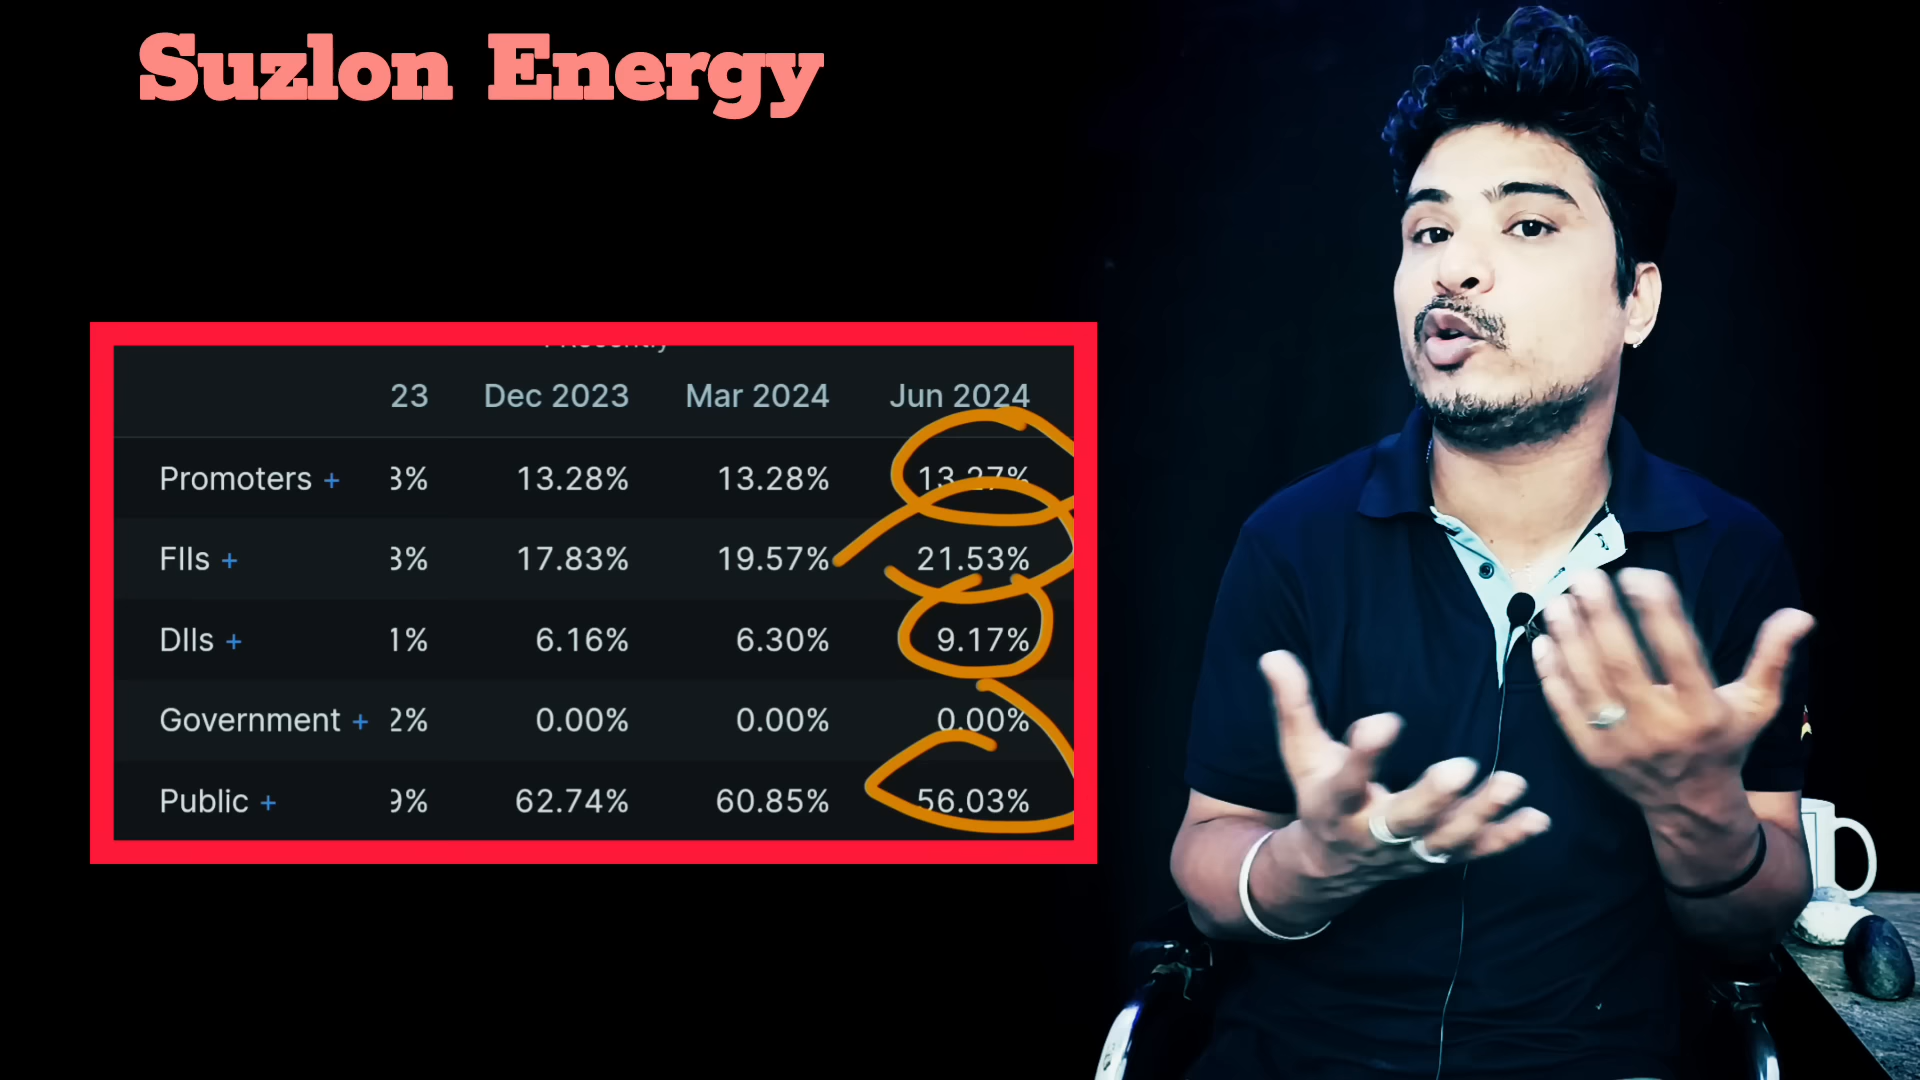 Suzlon Energy
23 Dec 2023 Mar 2024 Jun 2024
Promoters + 3% 13.28% 13.28% 13.27%
FIIs + 3% 17.83% 19.57% 21.53%
DIIs + 1% 6.16% 6.30% 9.17%
Government + 2% 0.00% 0.00% 0.00%
Public + 9% 62.74% 60.85% 56.03%